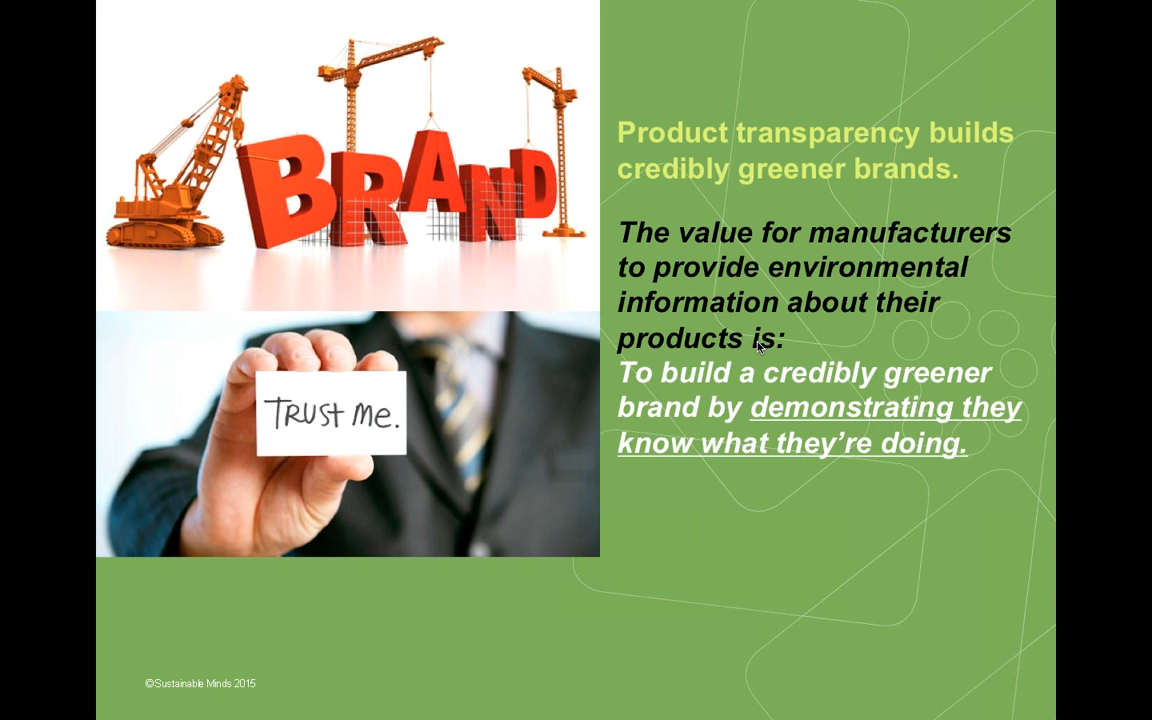 BRAND
TRUST ME.
Product transparency builds
credibly greener brands.
The value for manufacturers
to provide environmental
information about their
products is:
To build a credibly greener
brand by demonstrating they
know what they’re doing.
©Sustainable Minds 2015